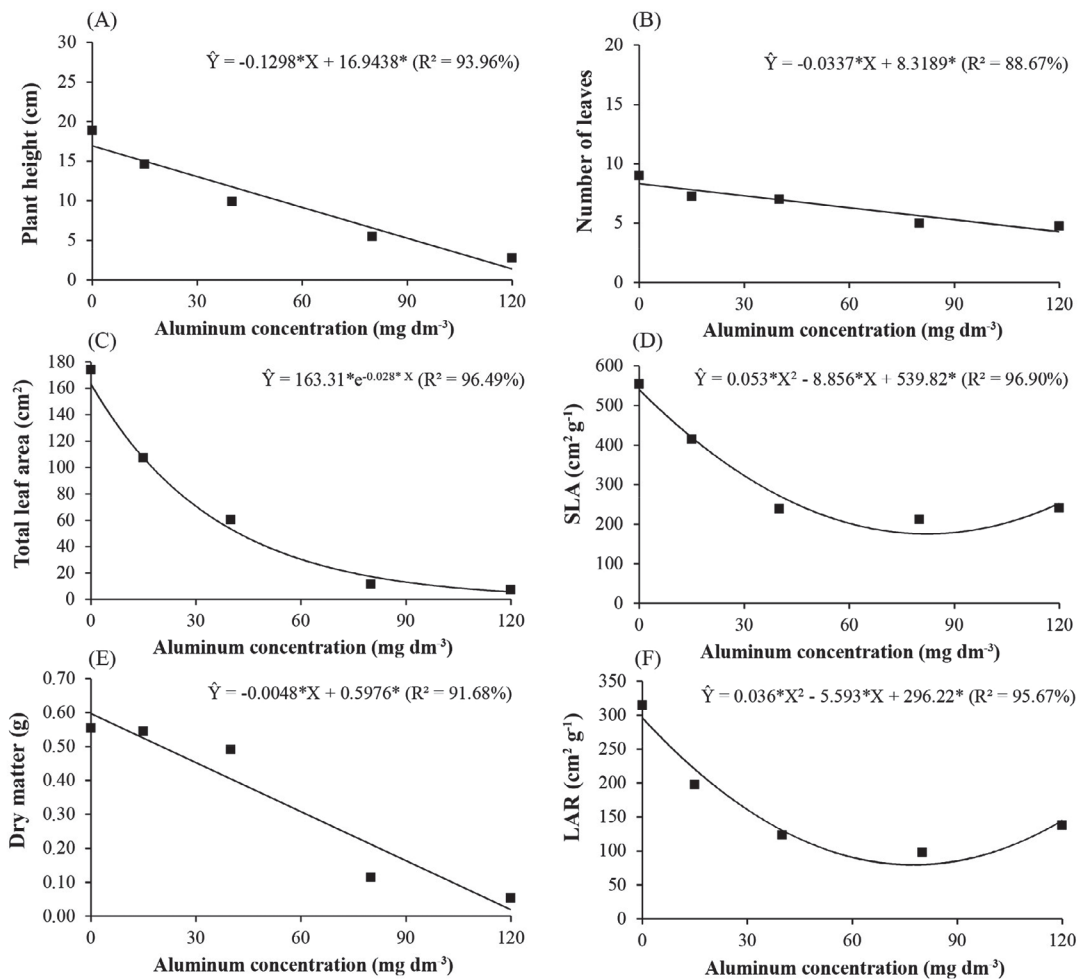 (A)
Ŷ = -0.1298*X + 16.9438* (R² = 93.96%)
Plant height (cm)
30
25
20
15
10
5
0
0 30 60 90 120
Aluminum concentration (mg dm⁻³)
(B)
Ŷ = -0.0337*X + 8.3189* (R² = 88.67%)
Number of leaves
20
15
10
5
0
0 30 60 90 120
Aluminum concentration (mg dm⁻³)
(C)
Ŷ = 163.31*e⁻⁰·⁰²⁸* ˣ (R² = 96.49%)
Total leaf area (cm²)
180
160
140
120
100
80
60
40
20
0
0 30 60 90 120
Aluminum concentration (mg dm⁻³)
(D)
Ŷ = 0.053*X² - 8.856*X + 539.82* (R² = 96.90%)
SLA (cm² g⁻¹)
600
500
400
300
200
100
0
0 30 60 90 120
Aluminum concentration (mg dm⁻³)
(E)
Ŷ = -0.0048*X + 0.5976* (R² = 91.68%)
Dry matter (g)
0.70
0.60
0.50
0.40
0.30
0.20
0.10
0.00
0 30 60 90 120
Aluminum concentration (mg dm⁻³)
(F)
Ŷ = 0.036*X² - 5.593*X + 296.22* (R² = 95.67%)
LAR (cm² g⁻¹)
350
300
250
200
150
100
50
0
0 30 60 90 120
Aluminum concentration (mg dm⁻³)